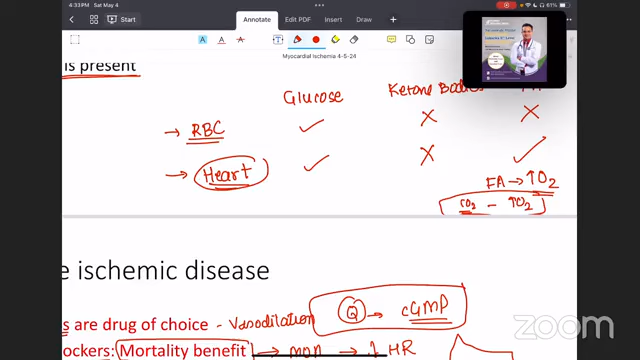 4:33 PM Sat May 4
61%
Start
Annotate
Edit PDF
Insert
Draw
Myocardial Ischemia 4-5-24
is present
Glucose Ketone Bodies
→ RBC ✓ X X
→ Heart ✓ X ✓
FA → ↑O2
- ↑O2
e ischemic disease
Q → cGMP
s are drug of choice - Vasodilation
ockers: Mortality benefit → → ↓ HR
zoom